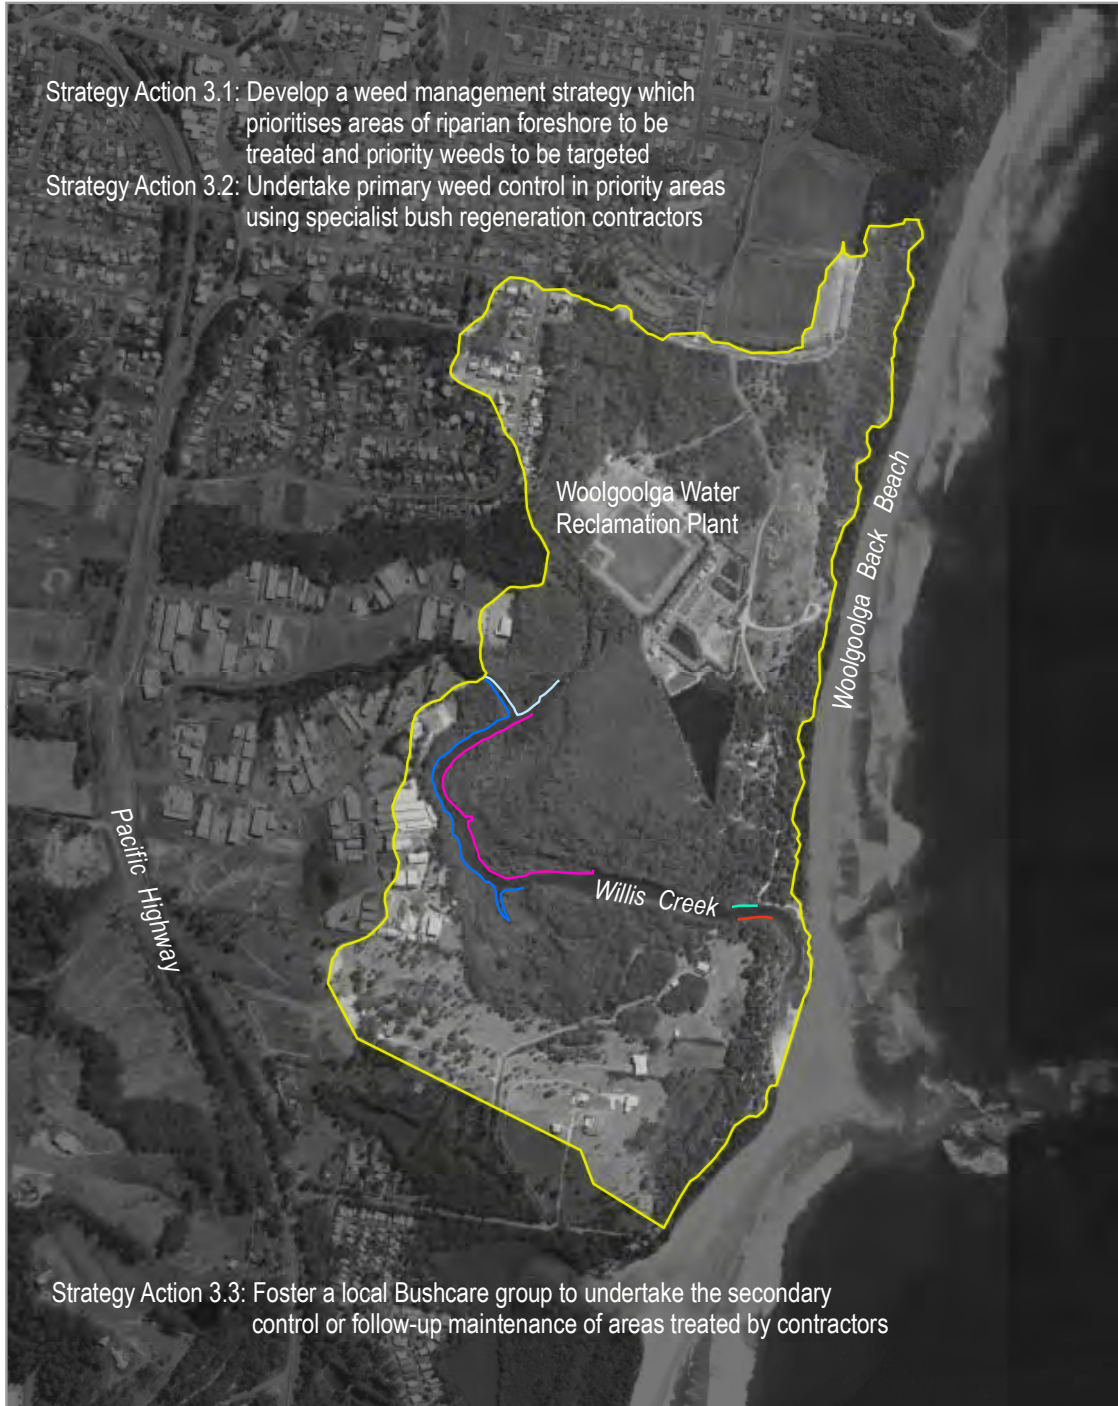 Strategy Action 3.1: Develop a weed management strategy which
prioritises areas of riparian foreshore to be
treated and priority weeds to be targeted
Strategy Action 3.2: Undertake primary weed control in priority areas
using specialist bush regeneration contractors
Woolgoolga Water
Reclamation Plant
Woolgoolga Back Beach
Pacific Highway
Willis Creek
Strategy Action 3.3: Foster a local Bushcare group to undertake the secondary
control or follow-up maintenance of areas treated by contractors